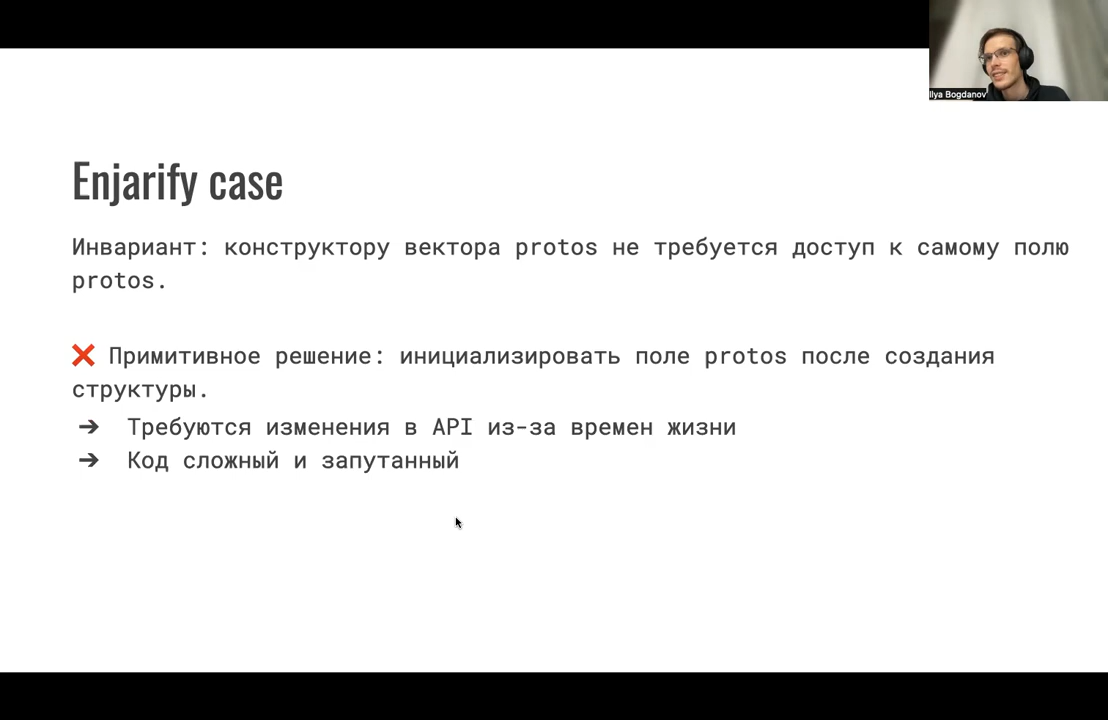 Ilya Bogdanov
Enjarify case
Инвариант: конструктору вектора protos не требуется доступ к самому полю
protos.
❌ Примитивное решение: инициализировать поле protos после создания
структуры.
➔ Требуются изменения в API из-за времен жизни
➔ Код сложный и запутанный